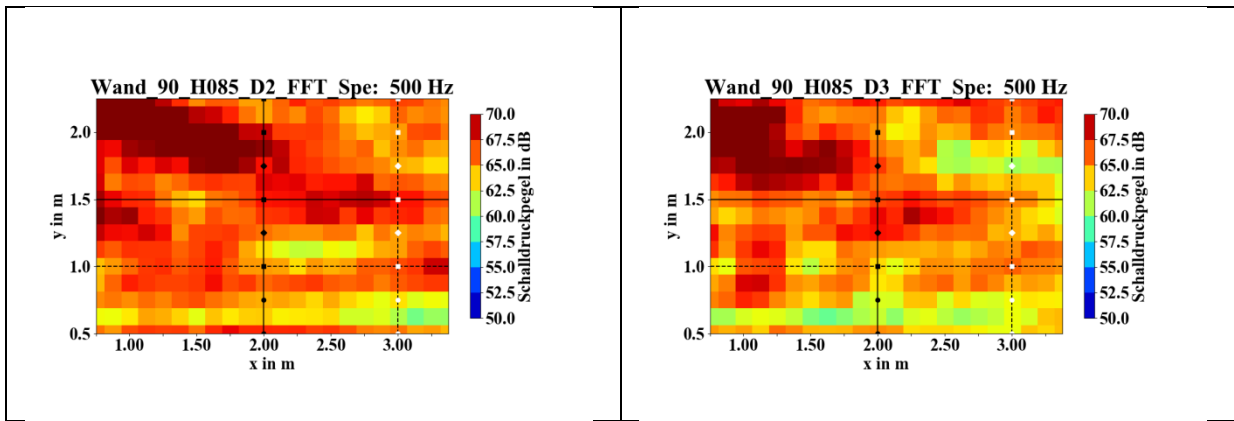 Wand_90_H085_D2_FFT_Spe: 500 Hz
y in m
2.0
1.5
1.0
0.5
1.00 1.50 2.00 2.50 3.00
x in m
70.0
67.5
65.0
62.5
60.0
57.5
55.0
52.5
50.0
Schalldruckpegel in dB
Wand_90_H085_D3_FFT_Spe: 500 Hz
y in m
2.0
1.5
1.0
0.5
1.00 1.50 2.00 2.50 3.00
x in m
70.0
67.5
65.0
62.5
60.0
57.5
55.0
52.5
50.0
Schalldruckpegel in dB